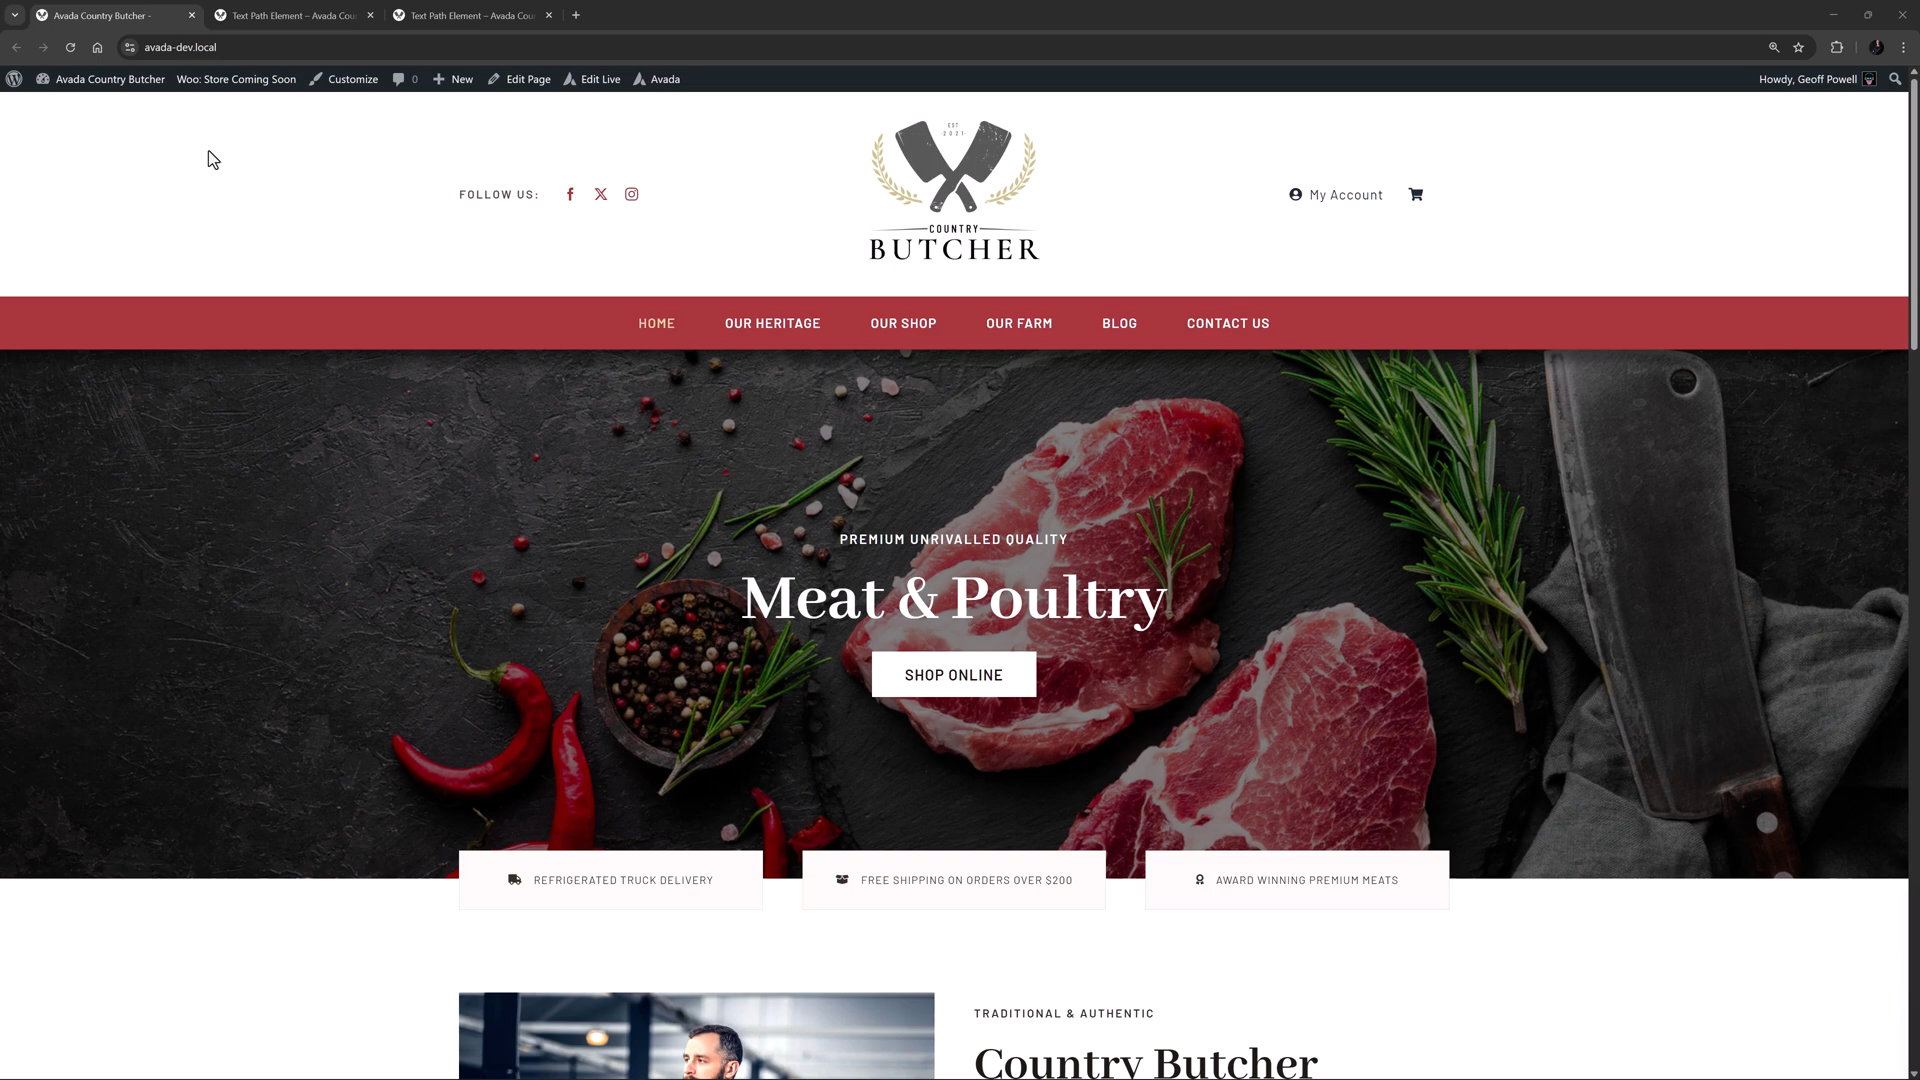 Avada Country Butcher -
Text Path Element – Avada Cou
Text Path Element – Avada Cou
avada-dev.local
Avada Country Butcher
Woo: Store Coming Soon
Customize
0
New
Edit Page
Edit Live
Avada
Howdy, Geoff Powell
FOLLOW US:
EST
2021
COUNTRY
BUTCHER
My Account
HOME
OUR HERITAGE
OUR SHOP
OUR FARM
BLOG
CONTACT US
PREMIUM UNRIVALLED QUALITY
Meat & Poultry
SHOP ONLINE
REFRIGERATED TRUCK DELIVERY
FREE SHIPPING ON ORDERS OVER $200
AWARD WINNING PREMIUM MEATS
TRADITIONAL & AUTHENTIC
Country Butcher